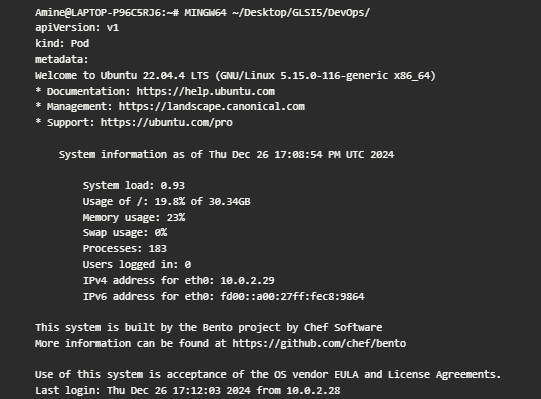 Amine@LAPTOP-P96C5RJ6:~# MINGW64 ~/Desktop/GLSI5/DevOps/
apiVersion: v1
kind: Pod
metadata:
Welcome to Ubuntu 22.04.4 LTS (GNU/Linux 5.15.0-116-generic x86_64)
* Documentation: https://help.ubuntu.com
* Management: https://landscape.canonical.com
* Support: https://ubuntu.com/pro
System information as of Thu Dec 26 17:08:54 PM UTC 2024
System load: 0.93
Usage of /: 19.8% of 30.34GB
Memory usage: 23%
Swap usage: 0%
Processes: 183
Users logged in: 0
IPv4 address for eth0: 10.0.2.29
IPv6 address for eth0: fd00::a00:27ff:fec8:9864
This system is built by the Bento project by Chef Software
More information can be found at https://github.com/chef/bento
Use of this system is acceptance of the OS vendor EULA and License Agreements.
Last login: Thu Dec 26 17:12:03 2024 from 10.0.2.28